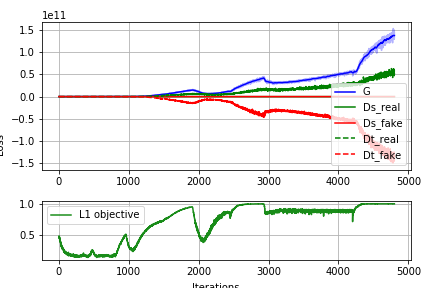 1e11
1.5
1.0
0.5
0.0
−0.5
−1.0
−1.5
Loss
G
Ds_real
Ds_fake
Dt_real
Dt_fake
0 1000 2000 3000 4000 5000
1.0
0.5
L1 objective
0 1000 2000 3000 4000 5000
Iterations